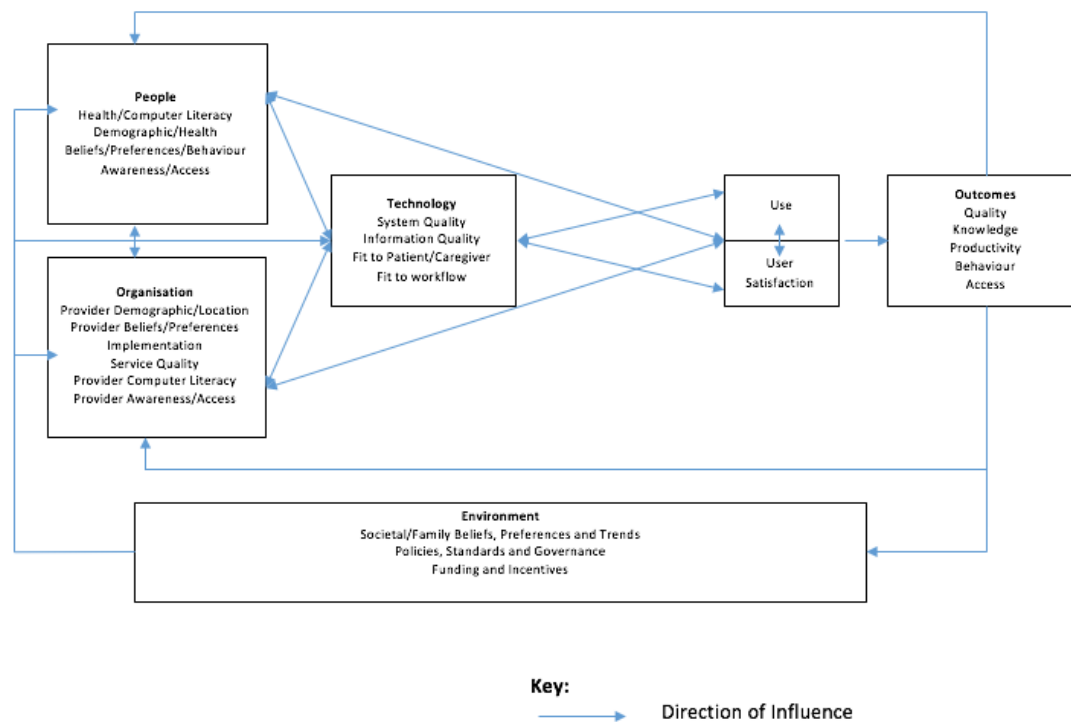 People
Health/Computer Literacy
Demographic/Health
Beliefs/Preferences/Behaviour
Awareness/Access
Organisation
Provider Demographic/Location
Provider Beliefs/Preferences
Implementation
Service Quality
Provider Computer Literacy
Provider Awareness/Access
Technology
System Quality
Information Quality
Fit to Patient/Caregiver
Fit to workflow
Use
User
Satisfaction
Outcomes
Quality
Knowledge
Productivity
Behaviour
Access
Environment
Societal/Family Beliefs, Preferences and Trends
Policies, Standards and Governance
Funding and Incentives
Key:
Direction of Influence